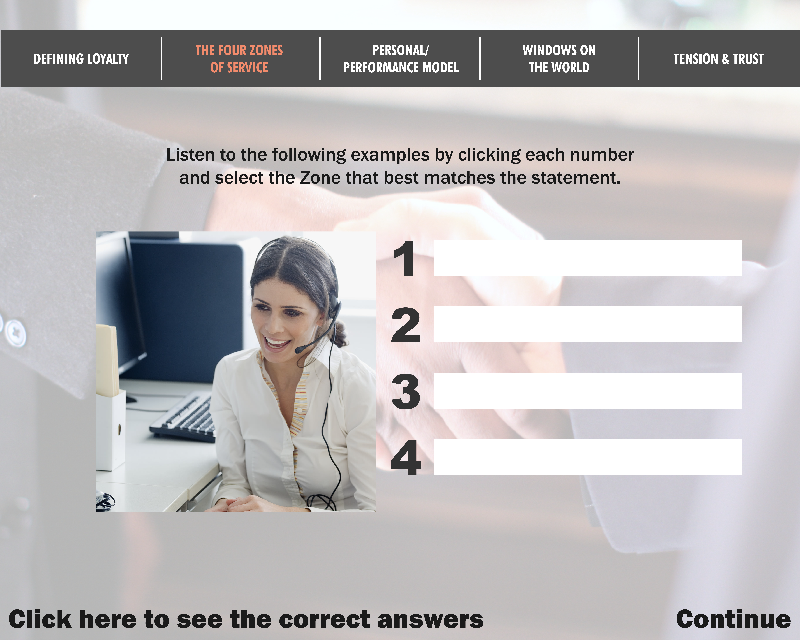 DEFINING LOYALTY
THE FOUR ZONES
OF SERVICE
PERSONAL/
PERFORMANCE MODEL
WINDOWS ON
THE WORLD
TENSION & TRUST
Listen to the following examples by clicking each number
and select the Zone that best matches the statement.
1
2
3
4
Click here to see the correct answers
Continue